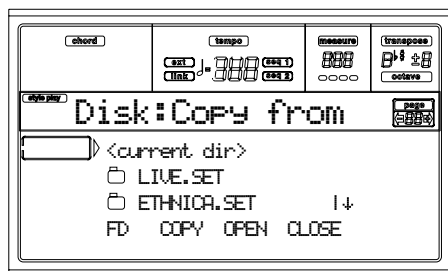 chord tempo measure transpose
ext seq 1
link seq 2
octave
style play Disk:Copy from page
<current dir>
LIVE.SET
ETHNICA.SET
FD COPY OPEN CLOSE